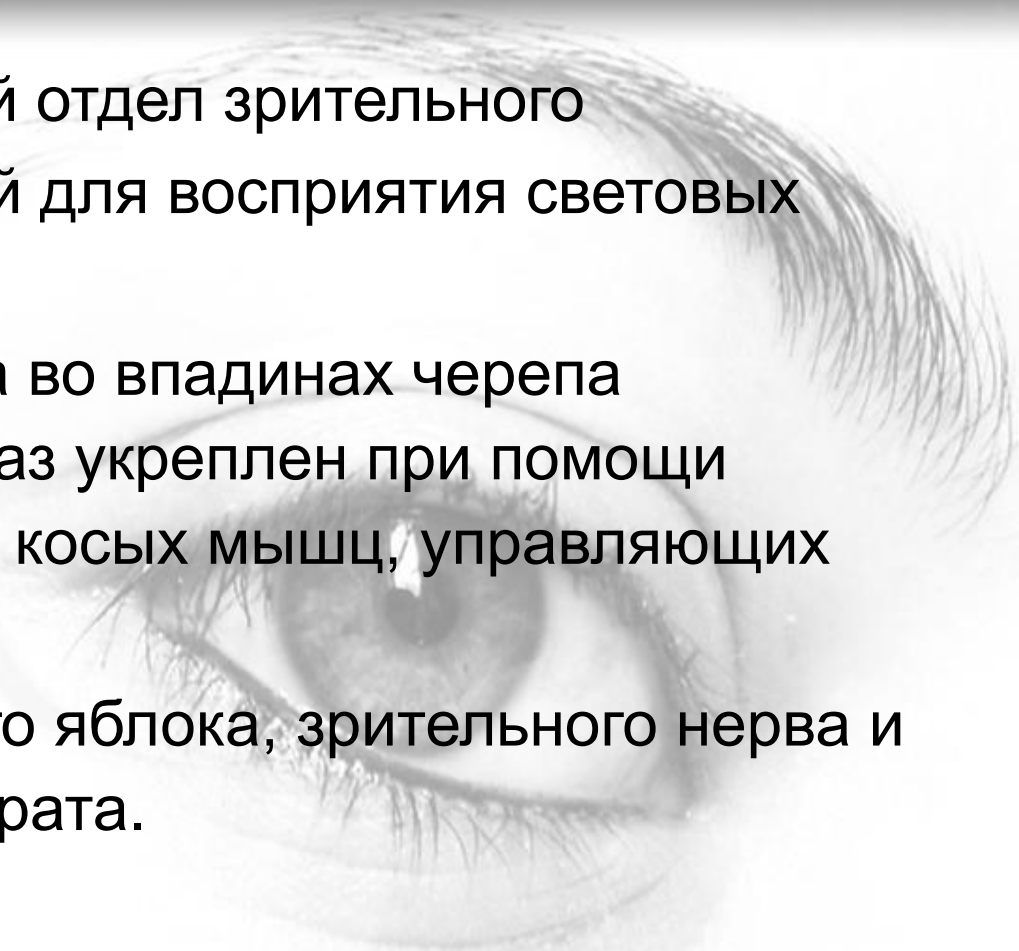 й отдел зрительного
й для восприятия световых
а во впадинах черепа
аз укреплен при помощи
косых мышц, управляющих
го яблока, зрительного нерва и
рата.